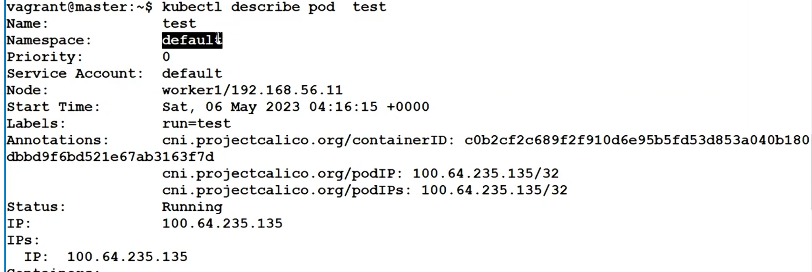 vagrant@master:~$ kubectl describe pod  test
Name:             test
Namespace:        default
Priority:         0
Service Account:  default
Node:             worker1/192.168.56.11
Start Time:       Sat, 06 May 2023 04:16:15 +0000
Labels:           run=test
Annotations:      cni.projectcalico.org/containerID: c0b2cf2c689f2f910d6e95b5fd53d853a040b180
dbbd9f6bd521e67ab3163f7d
                  cni.projectcalico.org/podIP: 100.64.235.135/32
                  cni.projectcalico.org/podIPs: 100.64.235.135/32
Status:           Running
IP:               100.64.235.135
IPs:
  IP:  100.64.235.135
Containers: